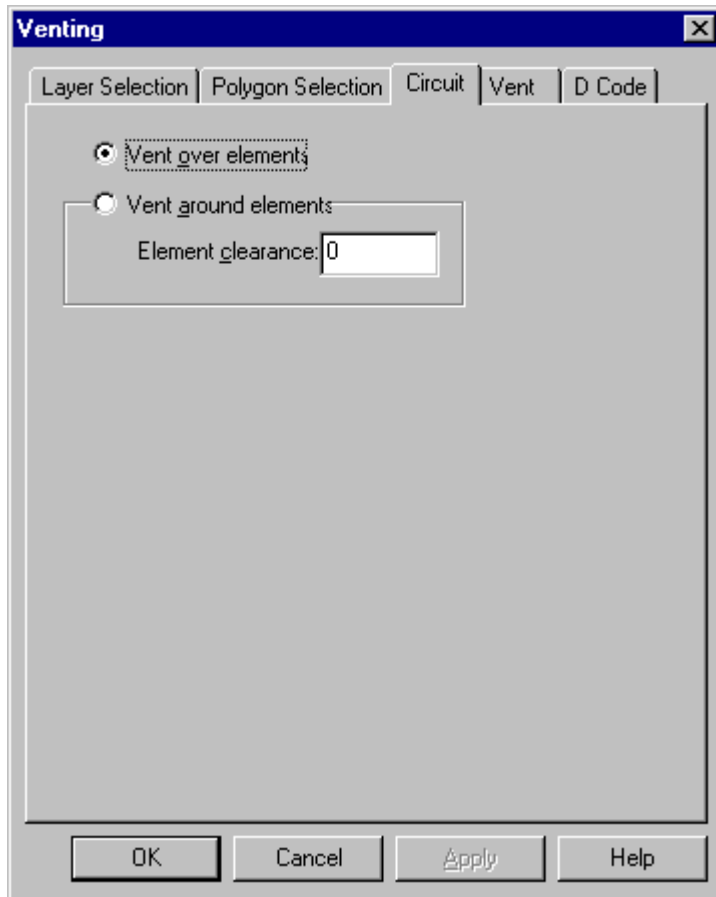 Venting
Layer Selection Polygon Selection Circuit Vent D Code
Vent over elements
Vent around elements
Element clearance: 0
OK Cancel Apply Help